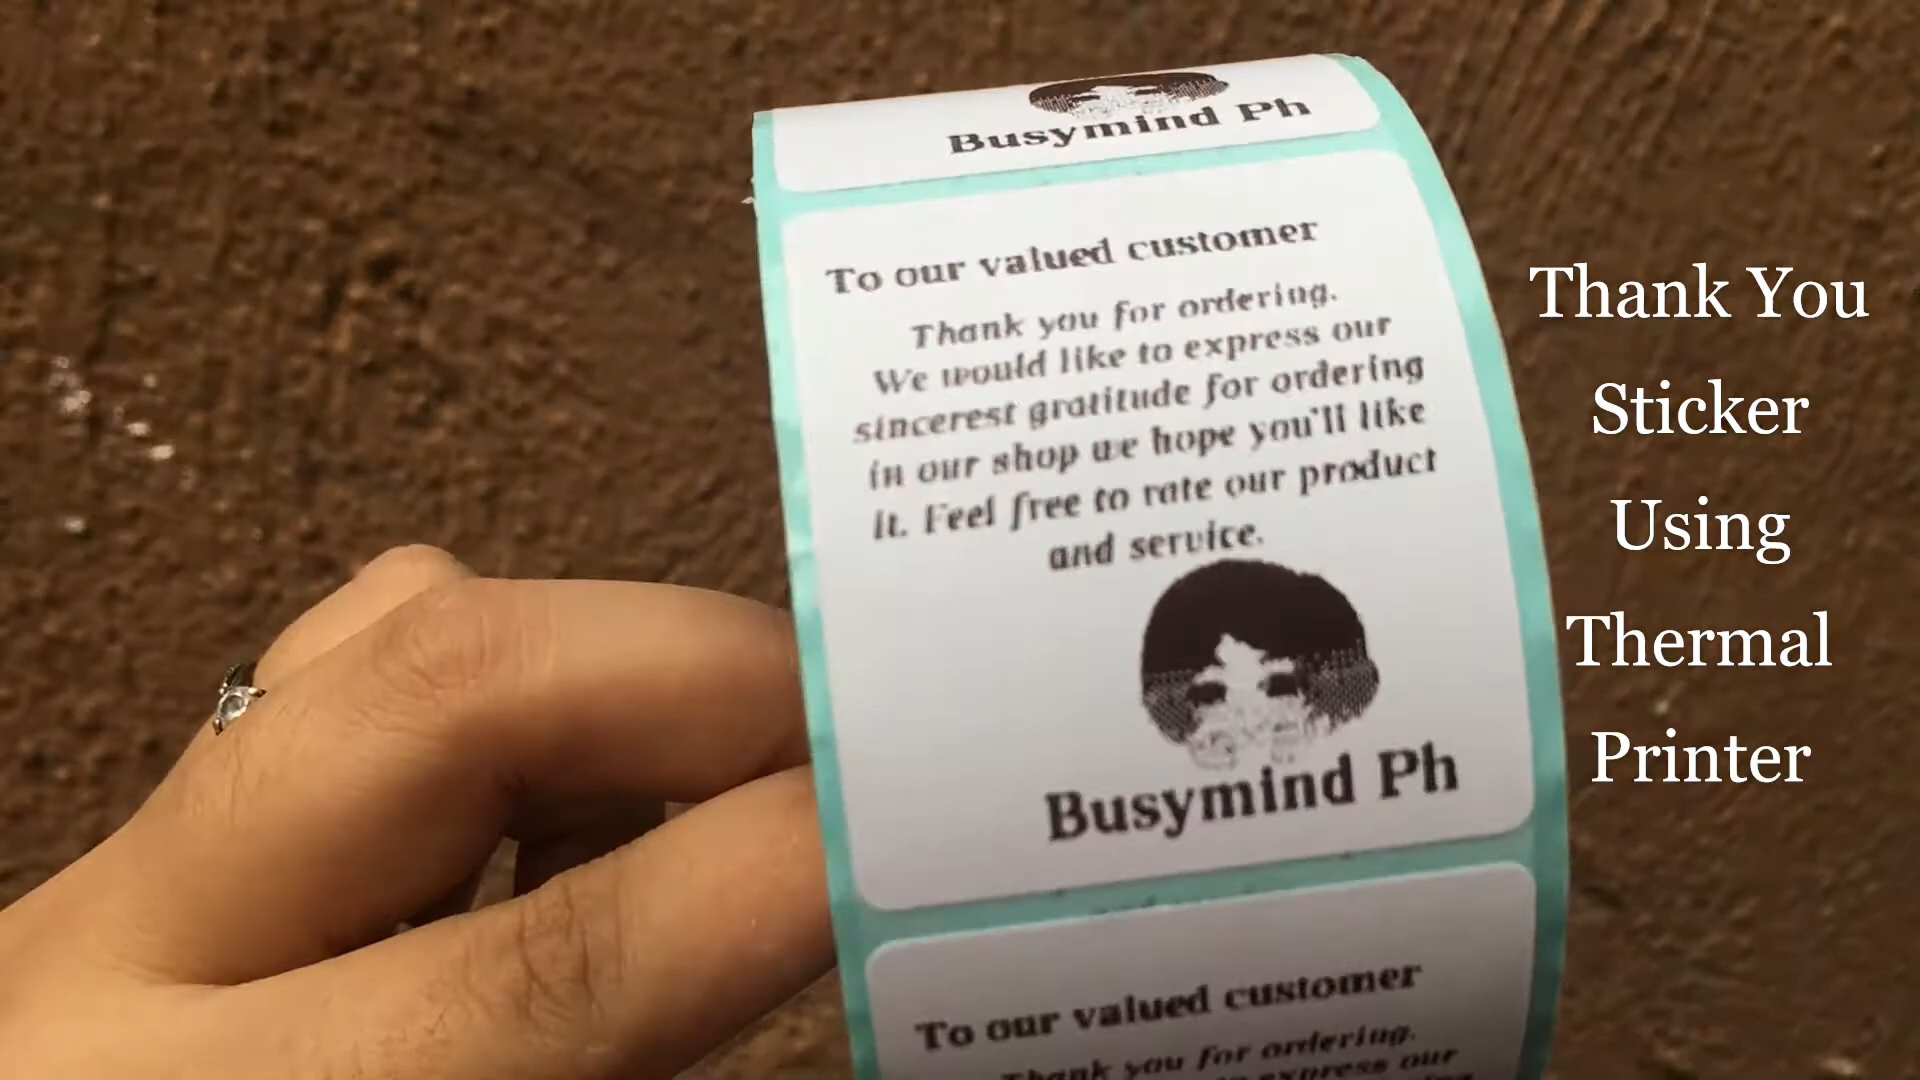 Busymind Ph
To our valued customer
Thank you for ordering.
We would like to express our
sincerest gratitude for ordering
in our shop we hope you'll like
it. Feel free to rate our product
and service.
Busymind Ph
To our valued customer
Thank you for ordering.
express our
Thank You
Sticker
Using
Thermal
Printer